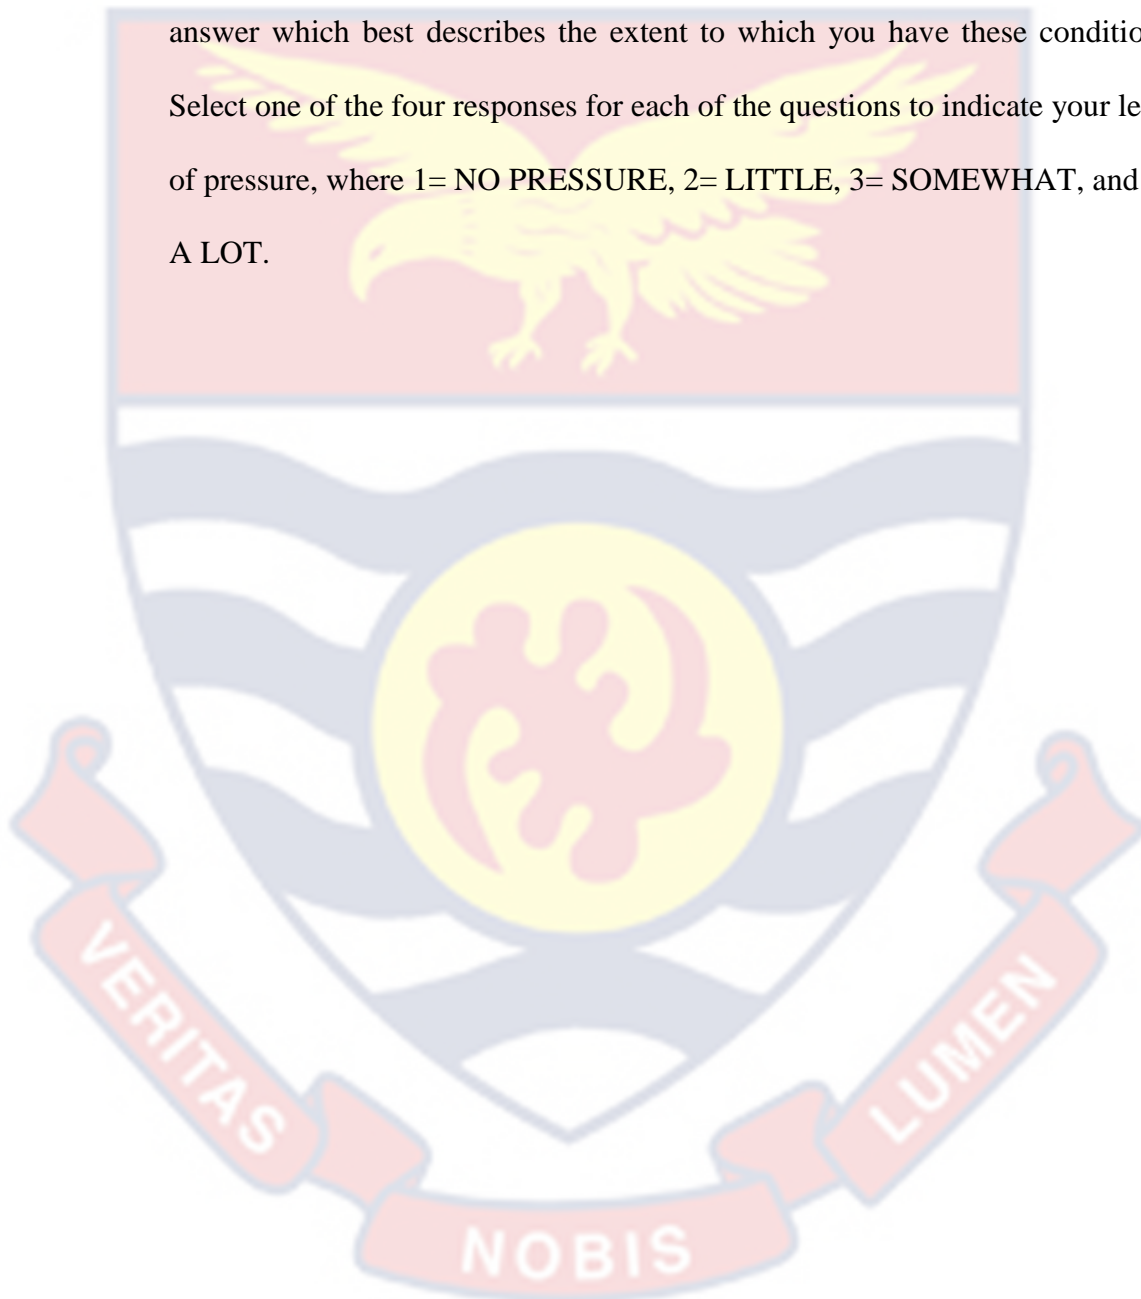 answer which best describes the extent to which you have these conditio
Select one of the four responses for each of the questions to indicate your le
of pressure, where 1= NO PRESSURE, 2= LITTLE, 3= SOMEWHAT, and
A LOT.
VERITAS
NOBIS
LUMEN